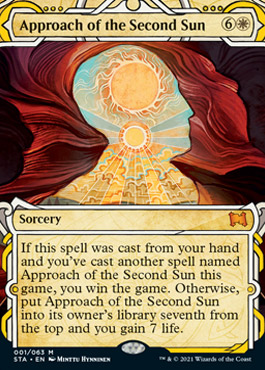 Approach of the Second Sun 6
Sorcery
If this spell was cast from your hand
and you've cast another spell named
Approach of the Second Sun this
game, you win the game. Otherwise,
put Approach of the Second Sun
into its owner's library seventh from
the top and you gain 7 life.
001/063 M
STA • EN MINTTU HYNNINEN
™ & © 2021 Wizards of the Coast